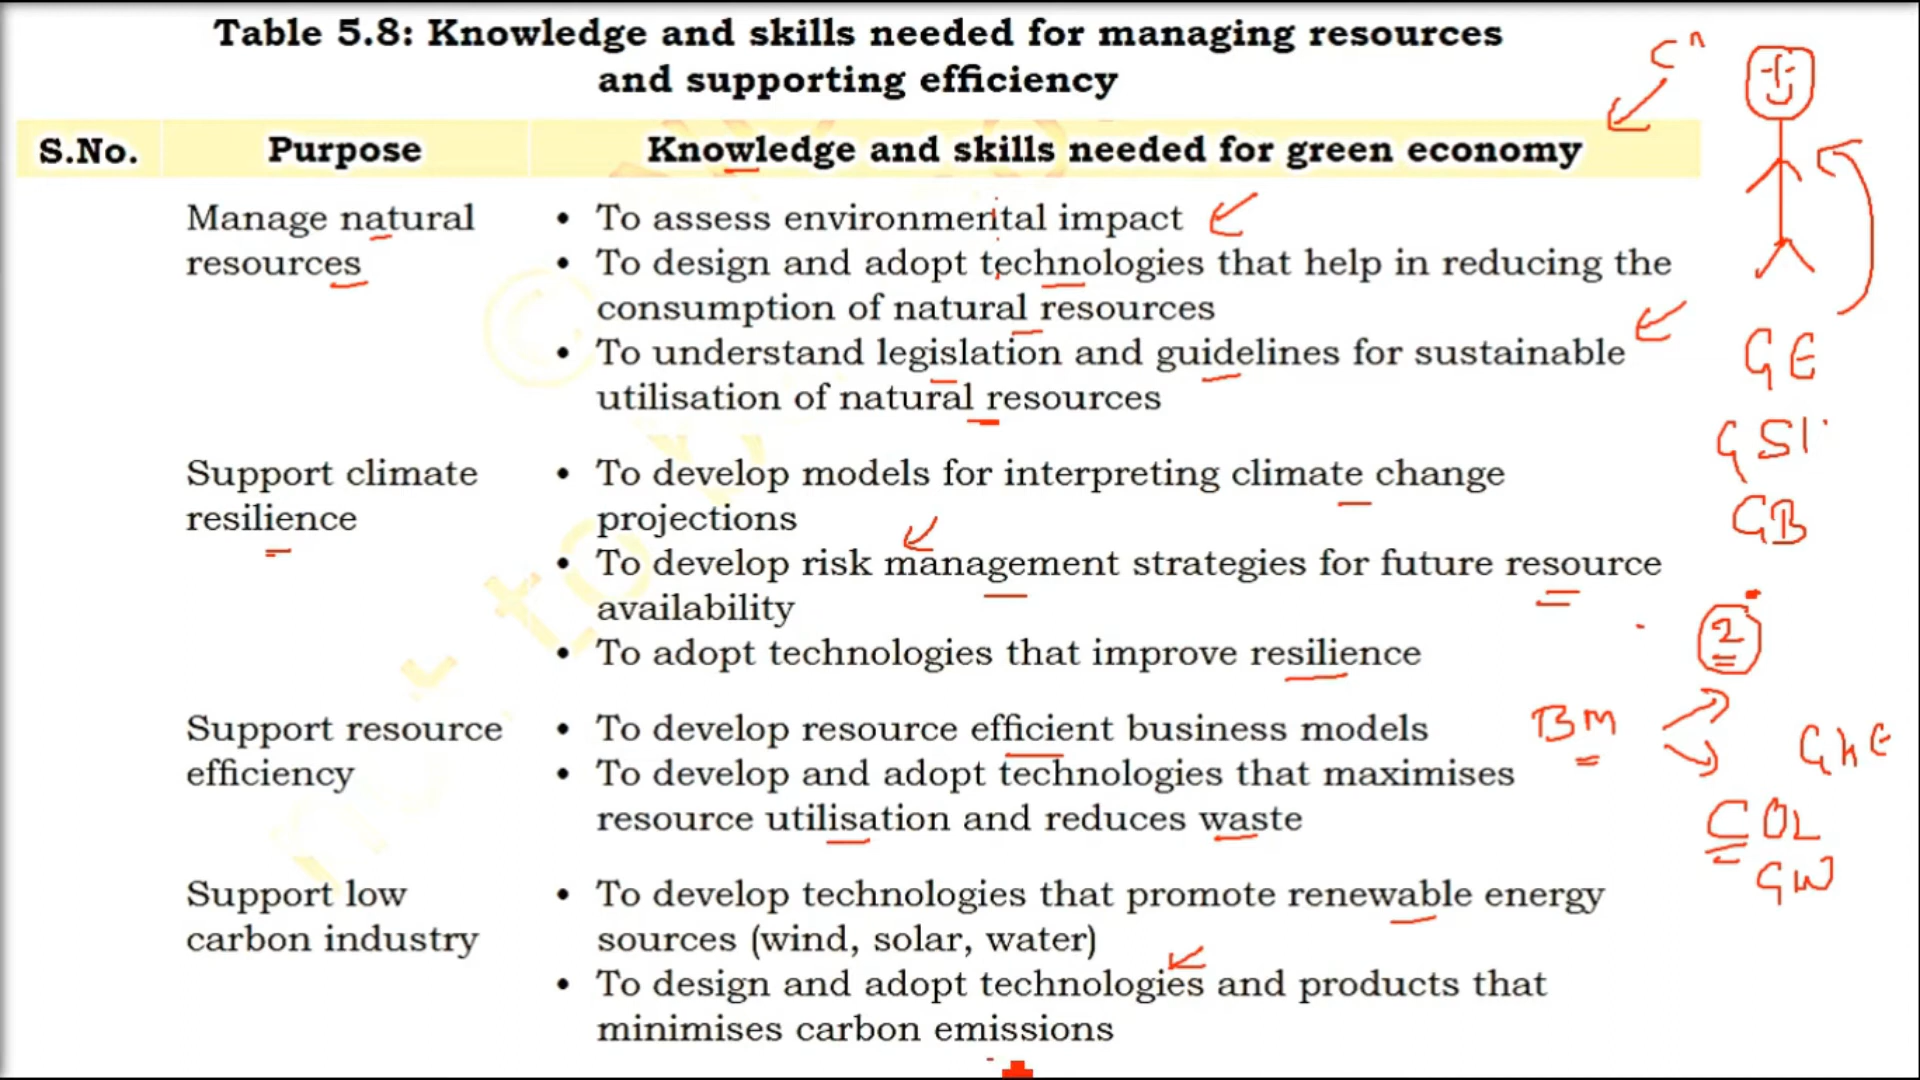 Table 5.8: Knowledge and skills needed for managing resources
and supporting efficiency
S.No. Purpose Knowledge and skills needed for green economy
Manage natural resources
• To assess environmental impact
• To design and adopt technologies that help in reducing the
consumption of natural resources
• To understand legislation and guidelines for sustainable
utilisation of natural resources
Support climate resilience
• To develop models for interpreting climate change
projections
• To develop risk management strategies for future resource
availability
• To adopt technologies that improve resilience
Support resource efficiency
• To develop resource efficient business models
• To develop and adopt technologies that maximises
resource utilisation and reduces waste
Support low carbon industry
• To develop technologies that promote renewable energy
sources (wind, solar, water)
• To design and adopt technologies and products that
minimises carbon emissions
GE
GB
2
BM